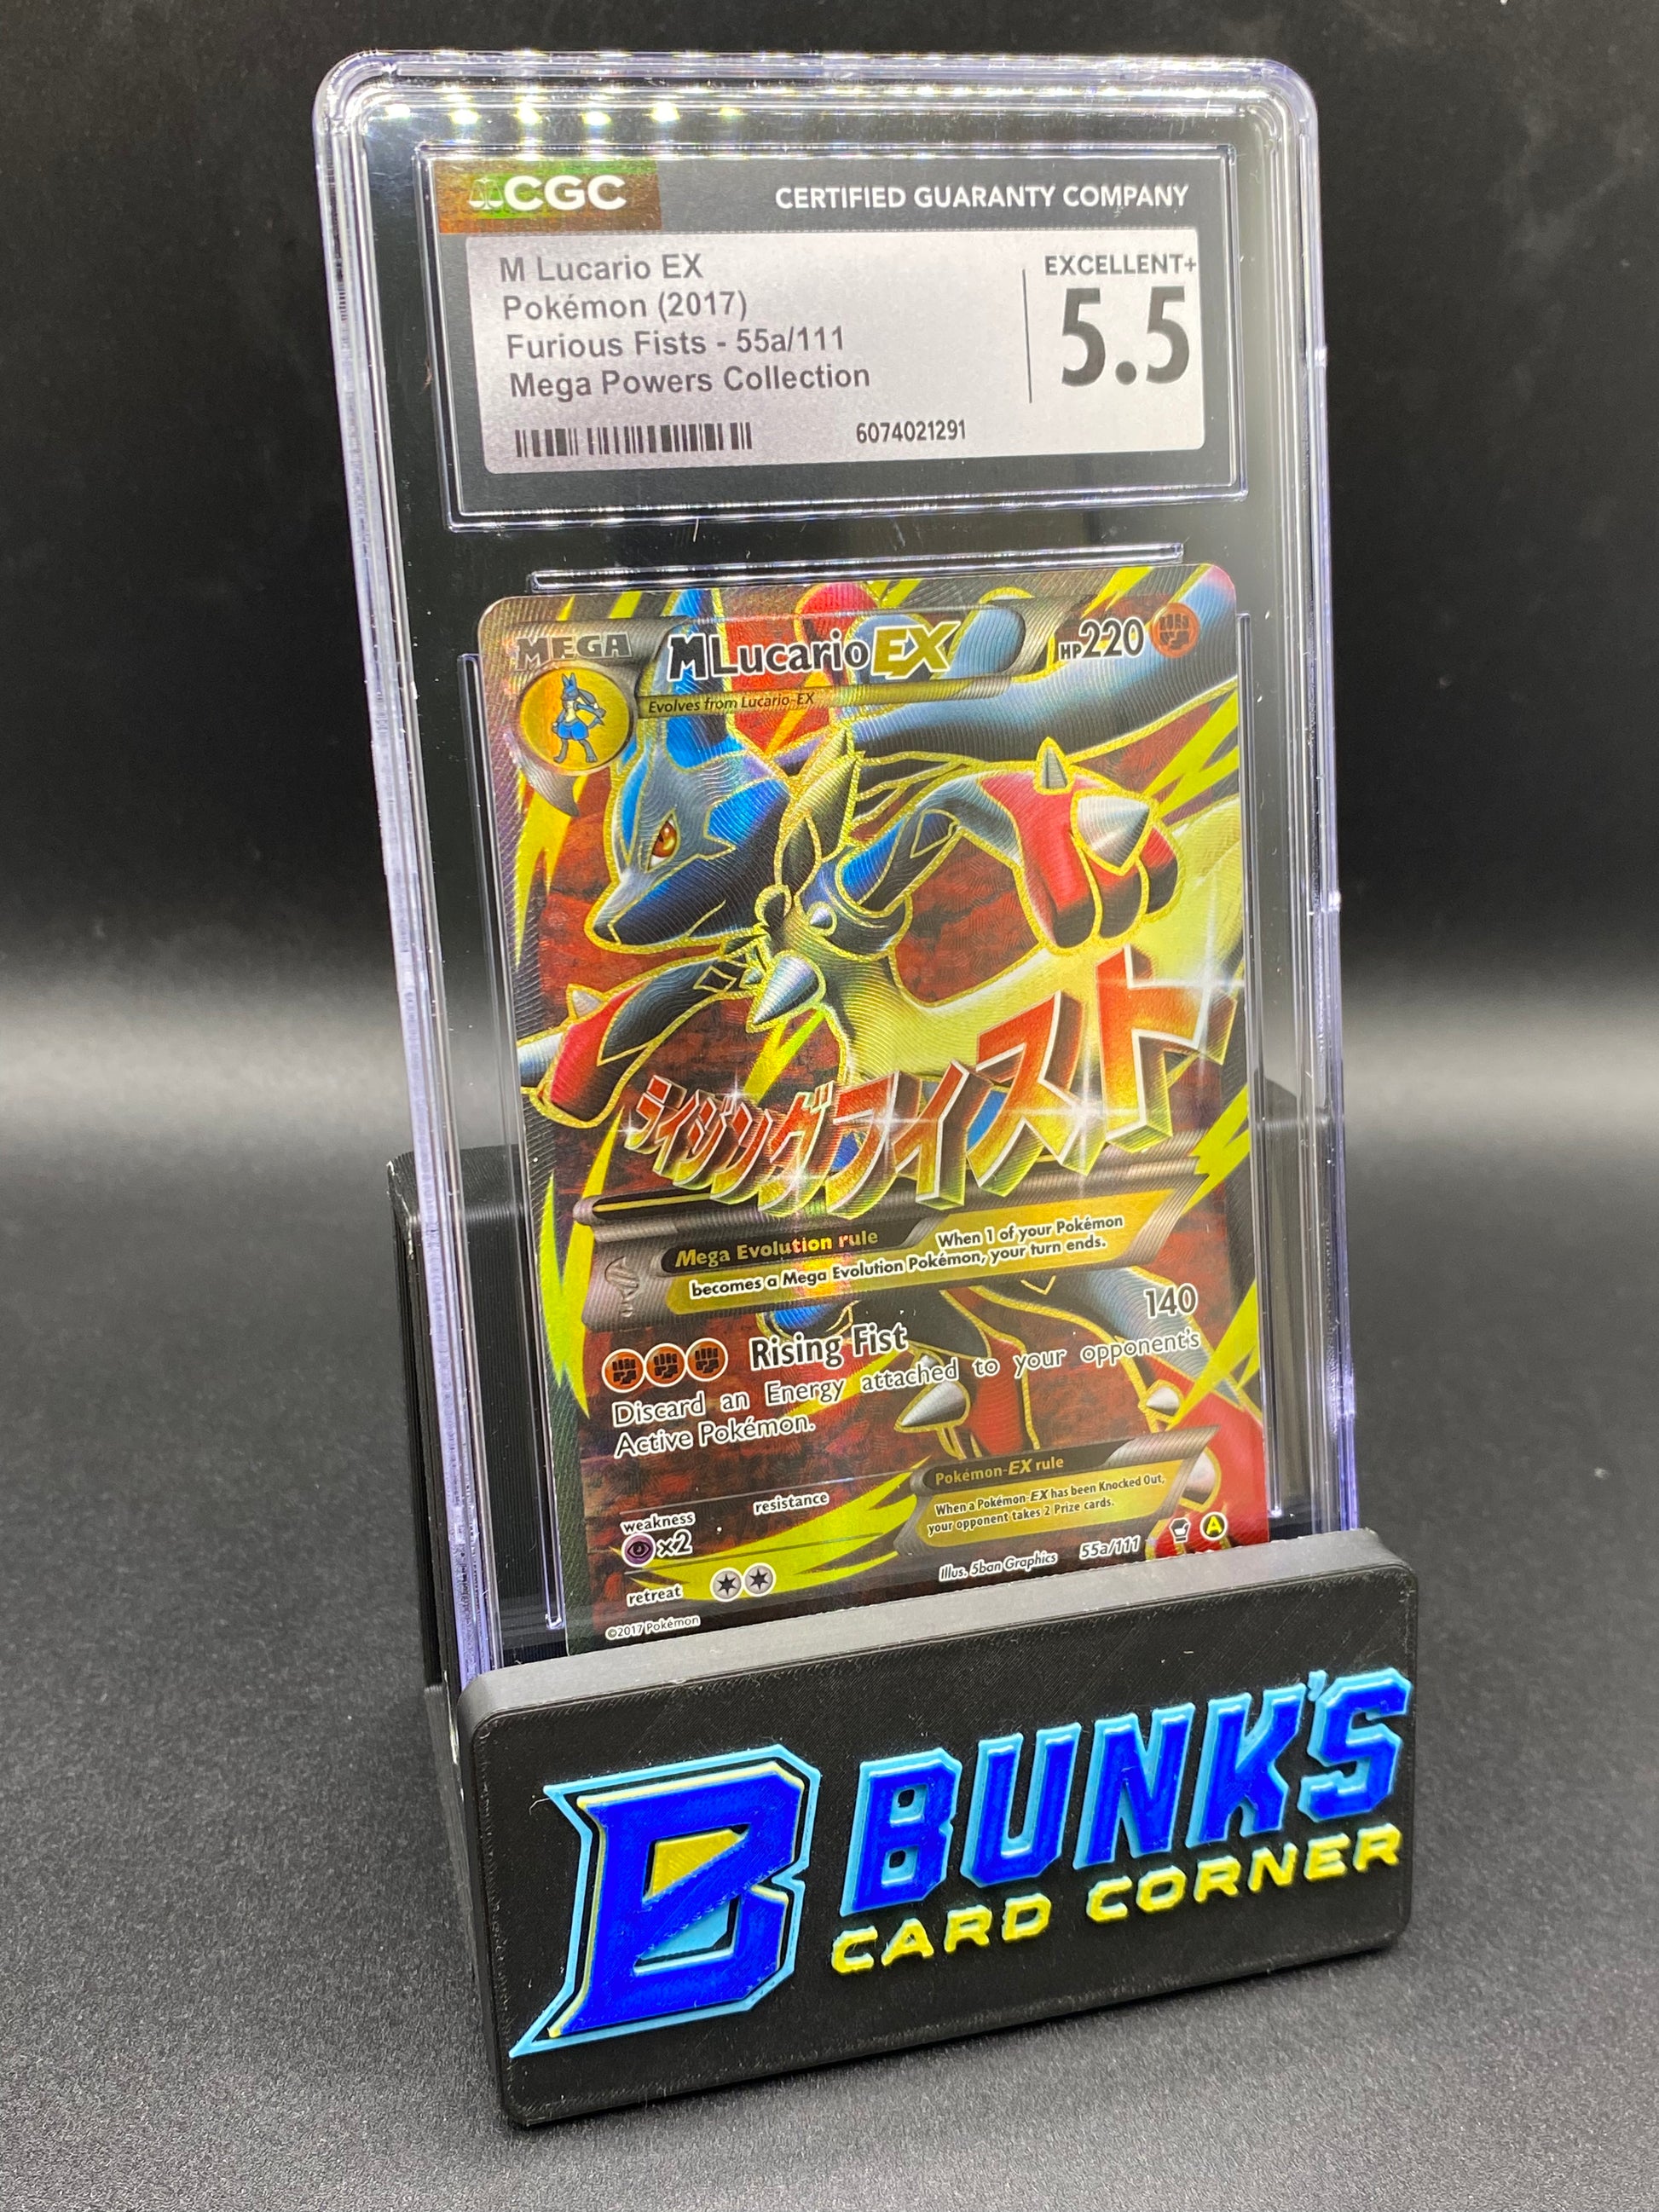 CGC
CERTIFIED GUARANTY COMPANY
M Lucario EX
Pokémon (2017)
Furious Fists - 55a/111
Mega Powers Collection
EXCELLENT+
5.5
6074021291
MEGA
M Lucario EX
HP220
Evolves from Lucario-EX
ライジングフィスト
Mega Evolution rule
When 1 of your Pokémon
becomes a Mega Evolution Pokémon, your turn ends.
Rising Fist
140
Discard an Energy attached to your opponent's
Active Pokémon.
Pokémon-EX rule
When a Pokémon-EX has been Knocked Out,
your opponent takes 2 Prize cards.
weakness
resistance
x2
retreat
Illus. 5ban Graphics
55a/111
A
©2017 Pokémon
B
BUNK'S
CARD CORNER